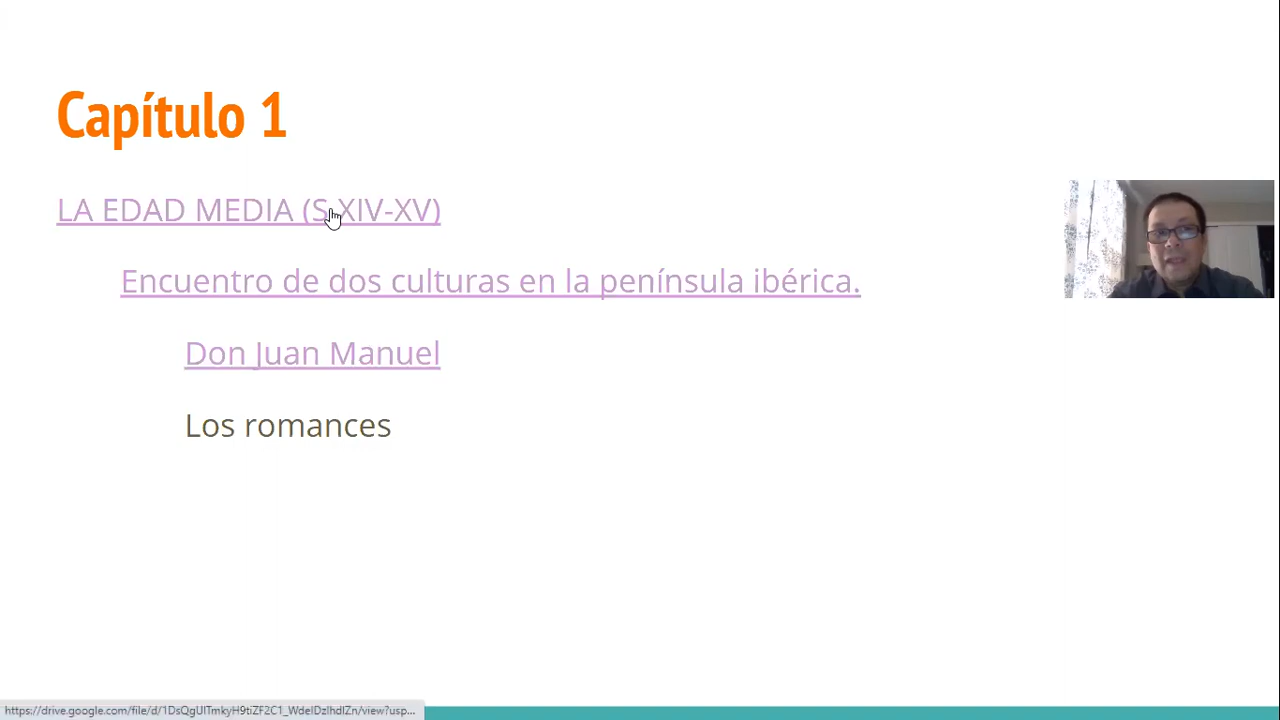 Capítulo 1
LA EDAD MEDIA (S XIV-XV)
Encuentro de dos culturas en la península ibérica.
Don Juan Manuel
Los romances